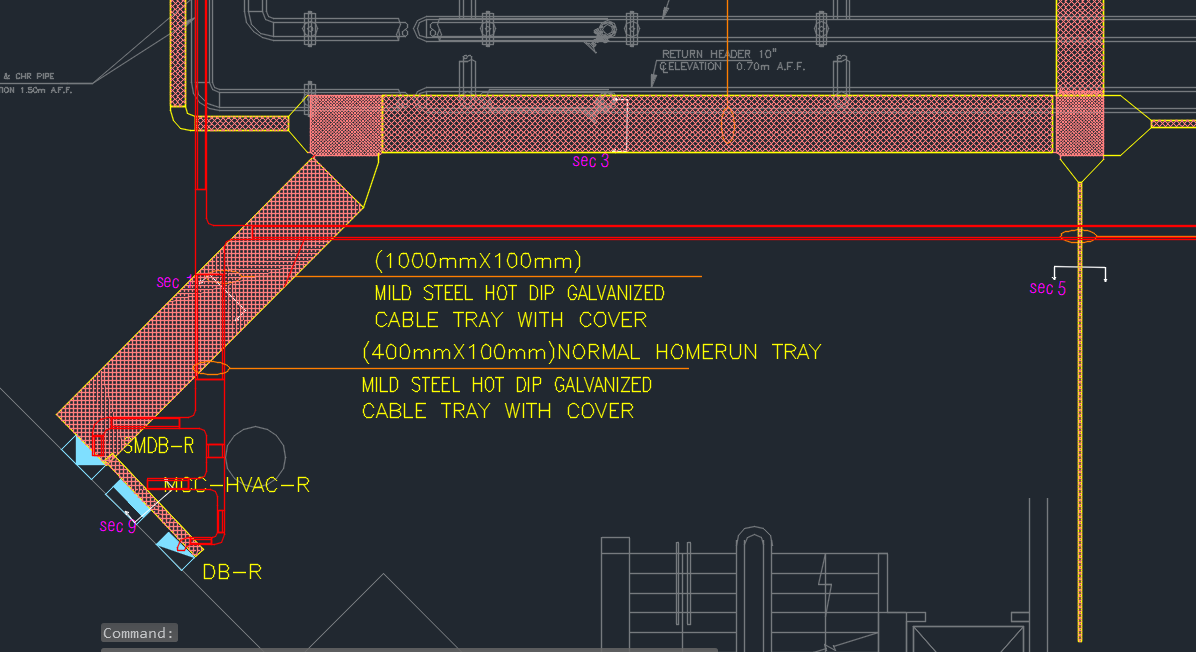 RETURN HEADER 10"
℄ELEVATION 0.70m A.F.F.
& CHR PIPE
ION 1.50m A.F.F.
sec 3
(1000mmX100mm)
sec
MILD STEEL HOT DIP GALVANIZED
sec 5
CABLE TRAY WITH COVER
(400mmX100mm)NORMAL HOMERUN TRAY
MILD STEEL HOT DIP GALVANIZED
CABLE TRAY WITH COVER
SMDB-R
MCC-HVAC-R
sec 9
DB-R
Command: